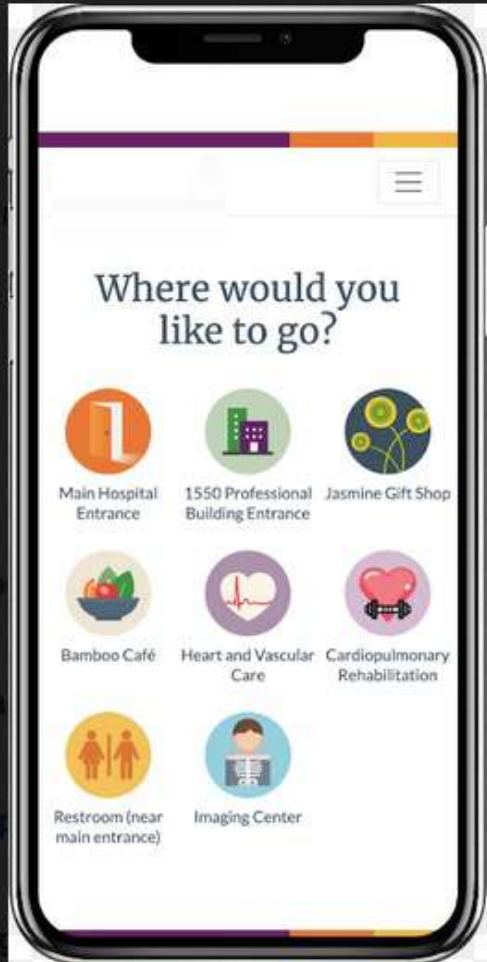 Where would you
like to go?
Main Hospital
Entrance
1550 Professional
Building Entrance
Jasmine Gift Shop
Bamboo Café
Heart and Vascular
Care
Cardiopulmonary
Rehabilitation
Restroom (near
main entrance)
Imaging Center